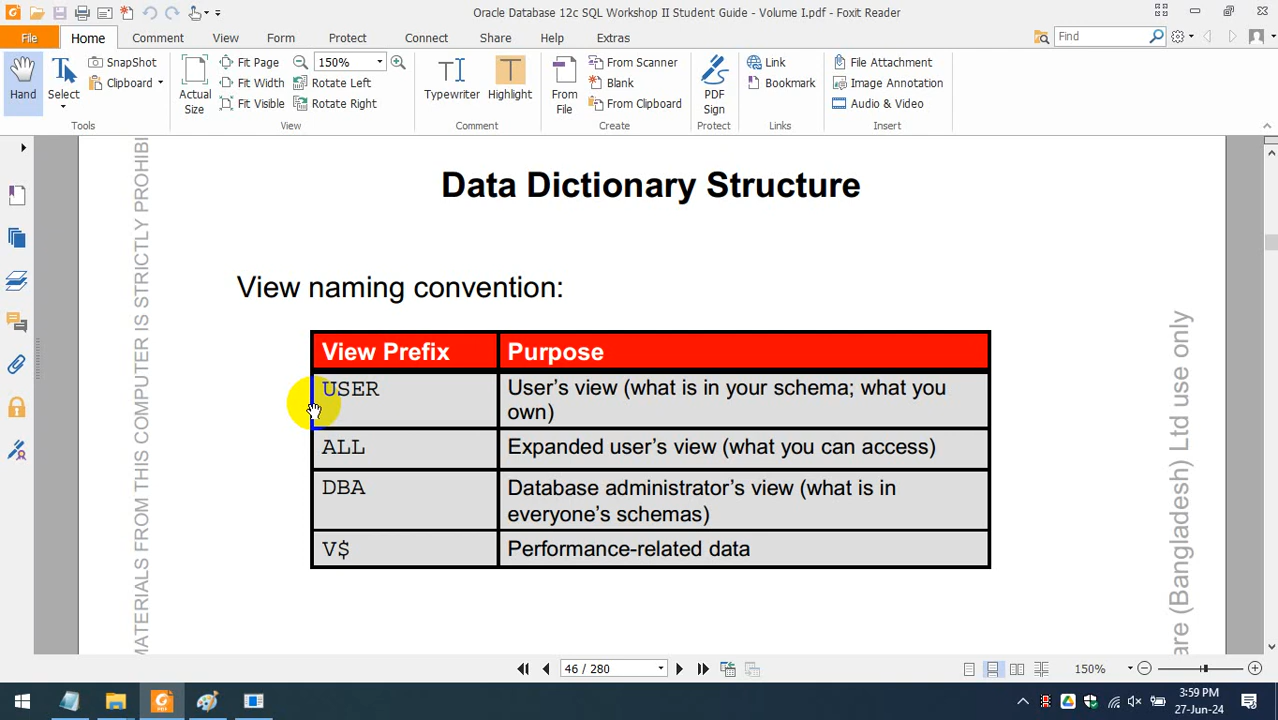 Oracle Database 12c SQL Workshop II Student Guide - Volume I.pdf - Foxit Reader
File Home Comment View Form Protect Connect Share Help Extras Find
Hand
Select
SnapShot
Clipboard
Actual Size
Fit Page
Fit Width
Fit Visible
150%
Rotate Left
Rotate Right
Typewriter
Highlight
From File
From Scanner
Blank
From Clipboard
PDF Sign
Link
Bookmark
File Attachment
Image Annotation
Audio & Video
Tools View Comment Create Protect Links Insert
MATERIALS FROM THIS COMPUTER IS STRICTLY PROHIBI
Data Dictionary Structure
View naming convention:
View Prefix Purpose
USER User's view (what is in your schema; what you
own)
ALL Expanded user's view (what you can access)
DBA Database administrator's view (what is in
everyone's schemas)
V$ Performance-related data
are (Bangladesh) Ltd use only
46 / 280 150%
3:59 PM
27-Jun-24